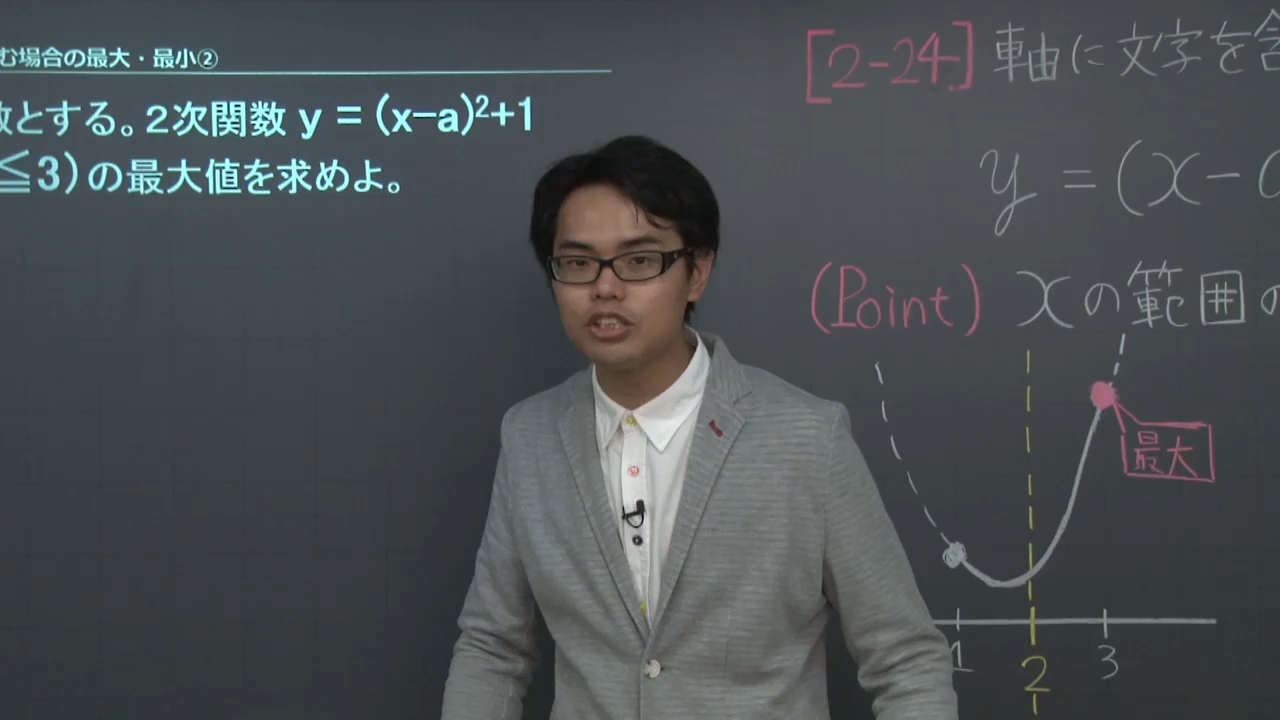 む場合の最大・最小②
数とする。2次関数 y = (x−a)²+1
≦3)の最大値を求めよ。
[2-24] 軸に文字を含
y = (x-a
(Point) xの範囲の
最大
1 2 3